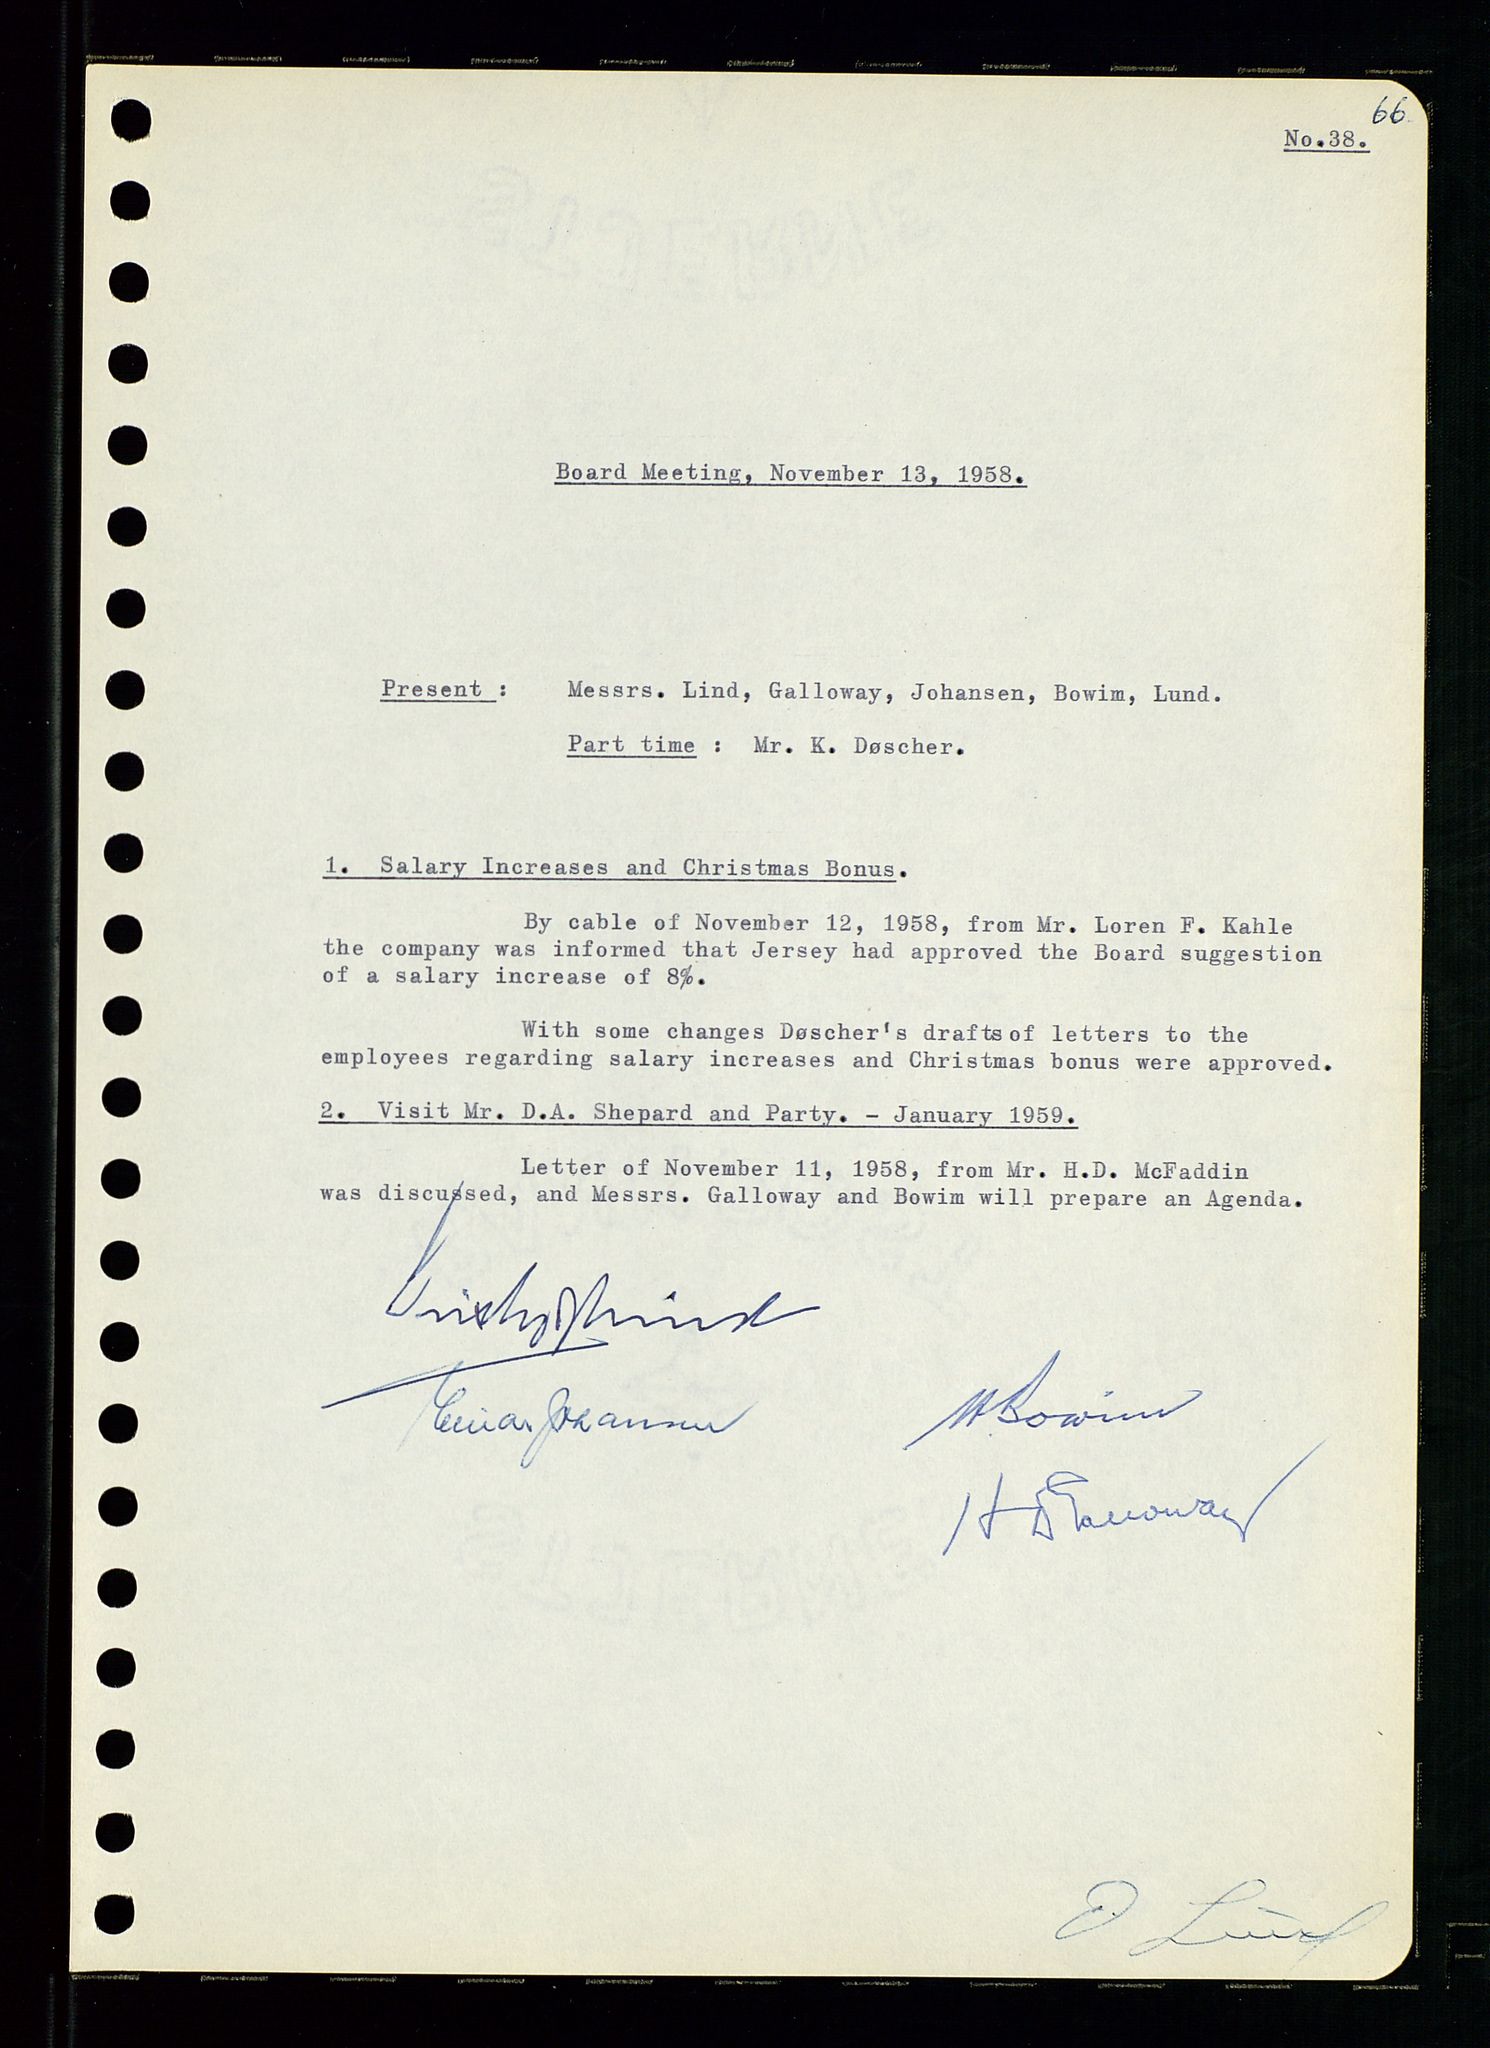 66.
No.38.
Board Meeting, November 13, 1958.
Present : Messrs. Lind, Galloway, Johansen, Bowim, Lund.
Part time : Mr. K. Døscher.
1. Salary Increases and Christmas Bonus.
By cable of November 12, 1958, from Mr. Loren F. Kahle
the company was informed that Jersey had approved the Board suggestion
of a salary increase of 8%.
With some changes Døscher's drafts of letters to the
employees regarding salary increases and Christmas bonus were approved.
2. Visit Mr. D.A. Shepard and Party. - January 1959.
Letter of November 11, 1958, from Mr. H.D. McFaddin
was discussed, and Messrs. Galloway and Bowim will prepare an Agenda.
Einar Johansen
Bowim
H Galloway